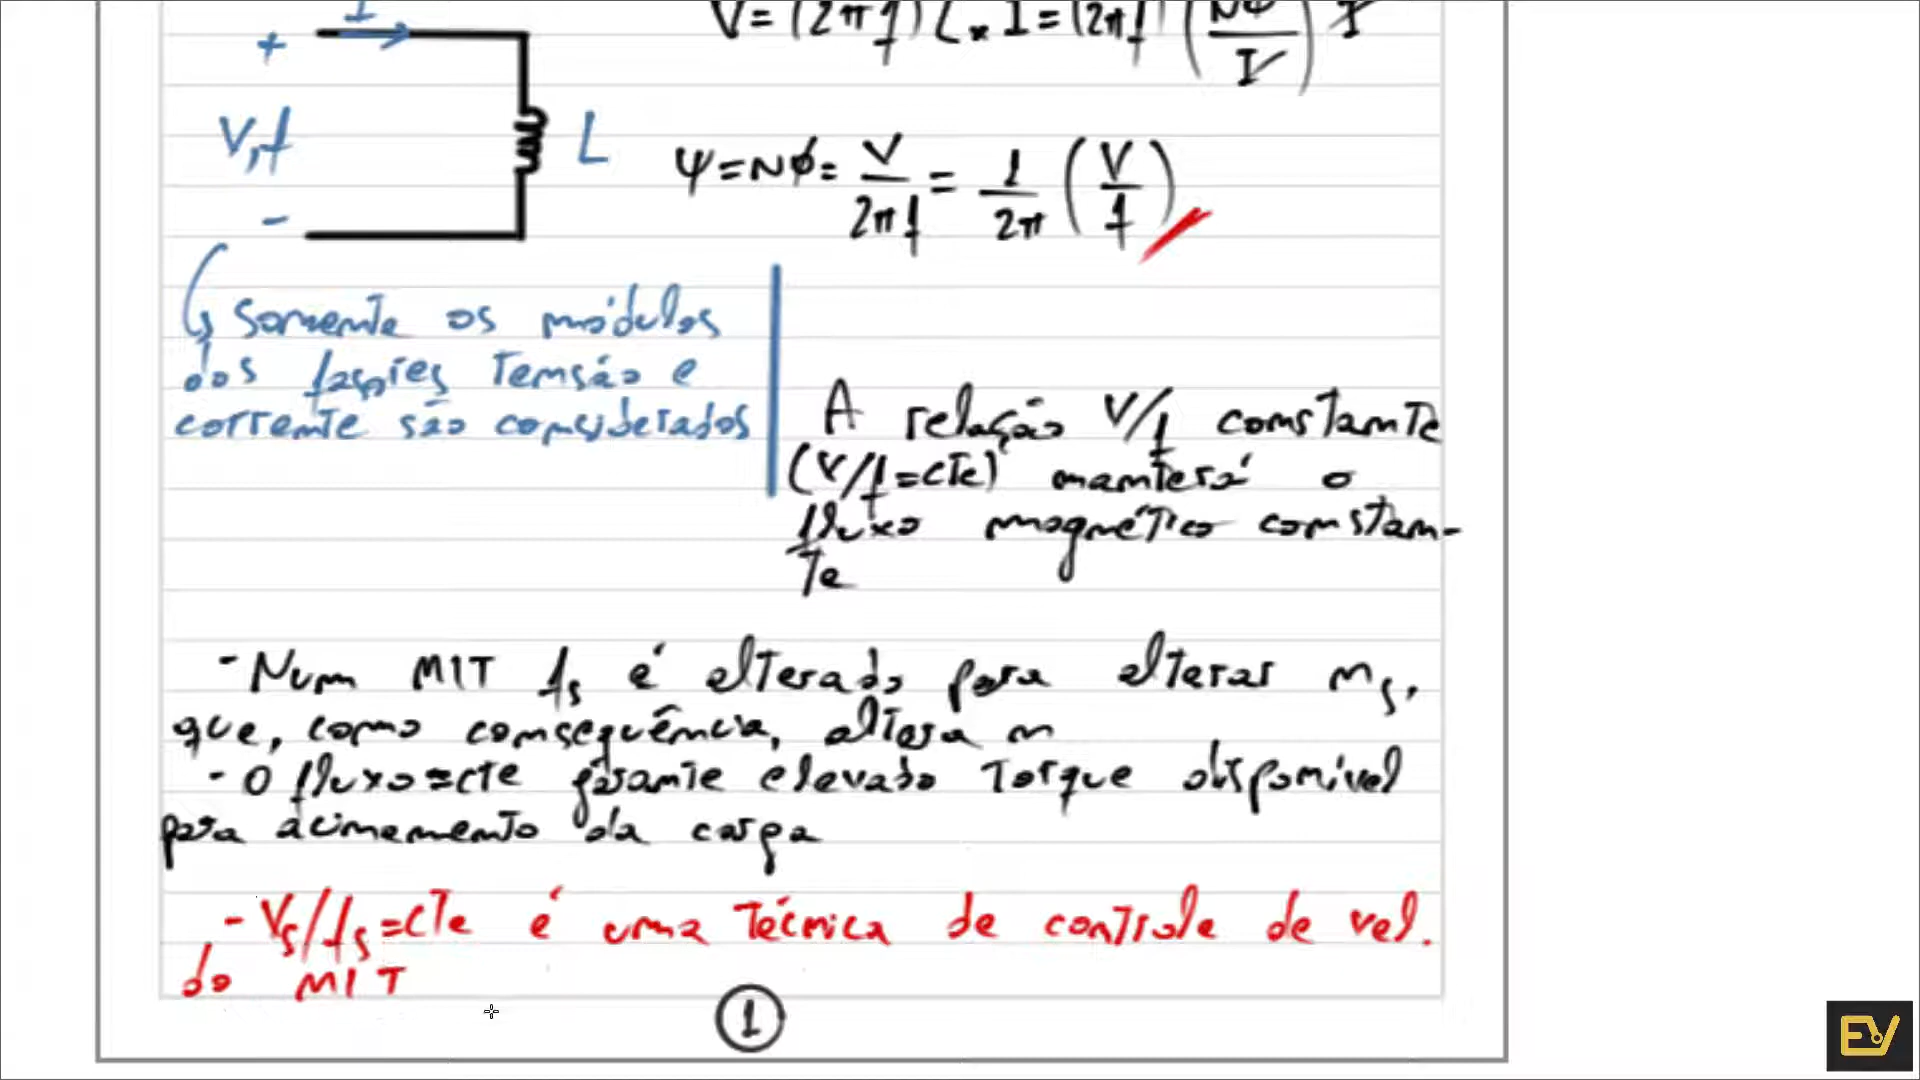 I
+
V,f
-
L
V = (2πf) L × I = (2πf) (Nϕ/I) I
ψ = Nϕ = V/2πf = 1/2π (V/f)
somente os módulos
dos fasores tensão e
corrente são considerados
A relação V/f constante
(V/f = cte) manterá o
fluxo magnético constan-
te
- Num MIT fs é alterado para alterar ns,
que, como consequência, altera n
- O fluxo = cte garante elevado torque disponível
para acinamento da carga
- Vs/fs = cte é uma técnica de controle de vel.
do MIT
1
EV